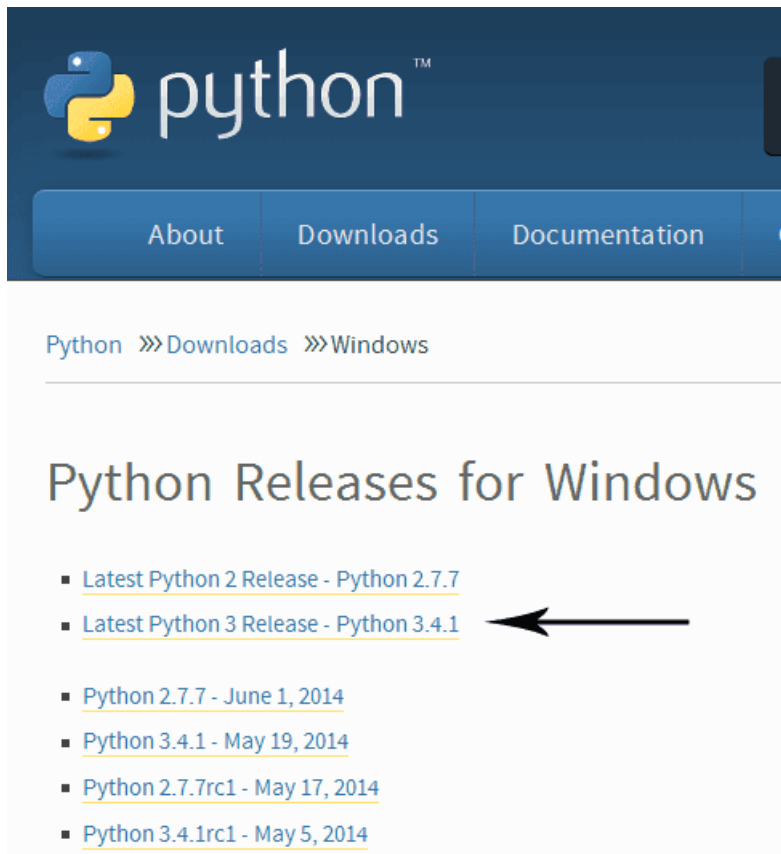 python™
About Downloads Documentation
Python >>> Downloads >>> Windows
Python Releases for Windows
Latest Python 2 Release - Python 2.7.7
Latest Python 3 Release - Python 3.4.1
Python 2.7.7 - June 1, 2014
Python 3.4.1 - May 19, 2014
Python 2.7.7rc1 - May 17, 2014
Python 3.4.1rc1 - May 5, 2014